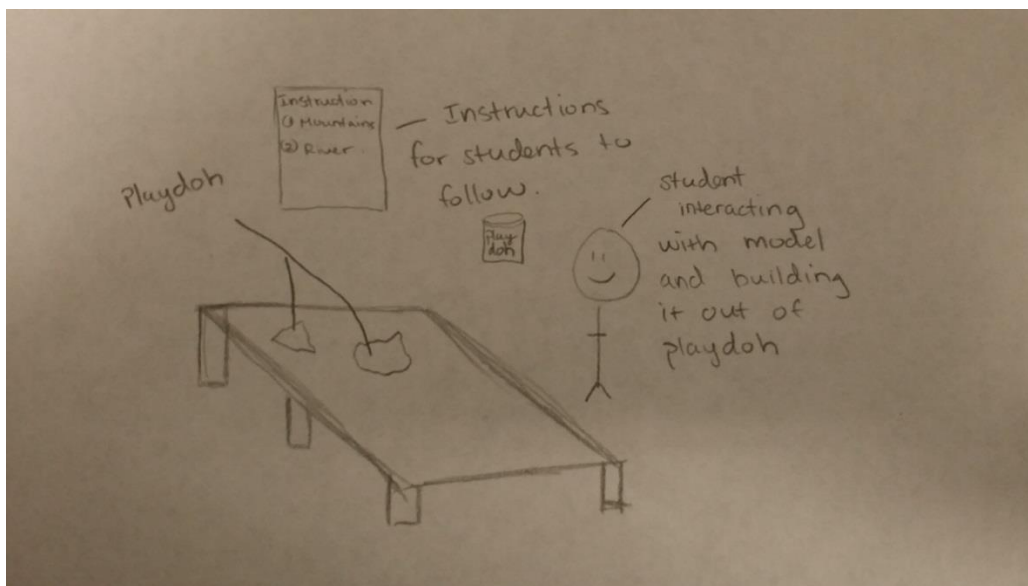 Instruction
① Mountains
② River.
Instructions
for students to
follow.
playdoh
play
doh
student
interacting
with model
and building
it out of
playdoh